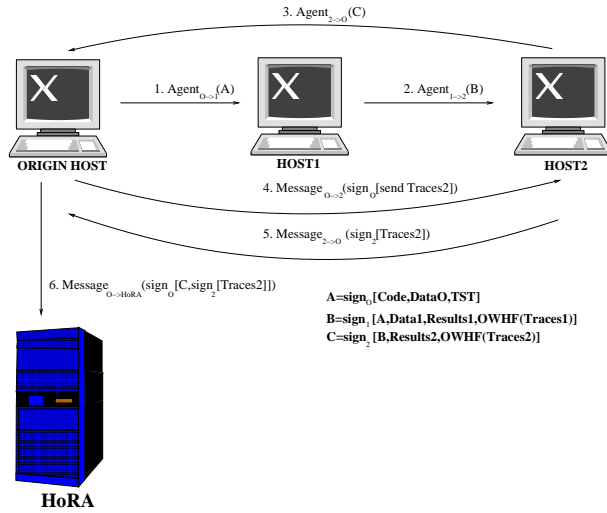 3. Agent2->O(C)
1. AgentO->1(A)
2. Agent1->2(B)
ORIGIN HOST
HOST1
HOST2
4. MessageO->2(signO[send Traces2])
5. Message2->O (sign2[Traces2])
6. MessageO->HoRA(signO[C,sign2[Traces2]])
A=signO[Code,DataO,TST]
B=sign1[A,Data1,Results1,OWHF(Traces1)]
C=sign2[B,Results2,OWHF(Traces2)]
HoRA